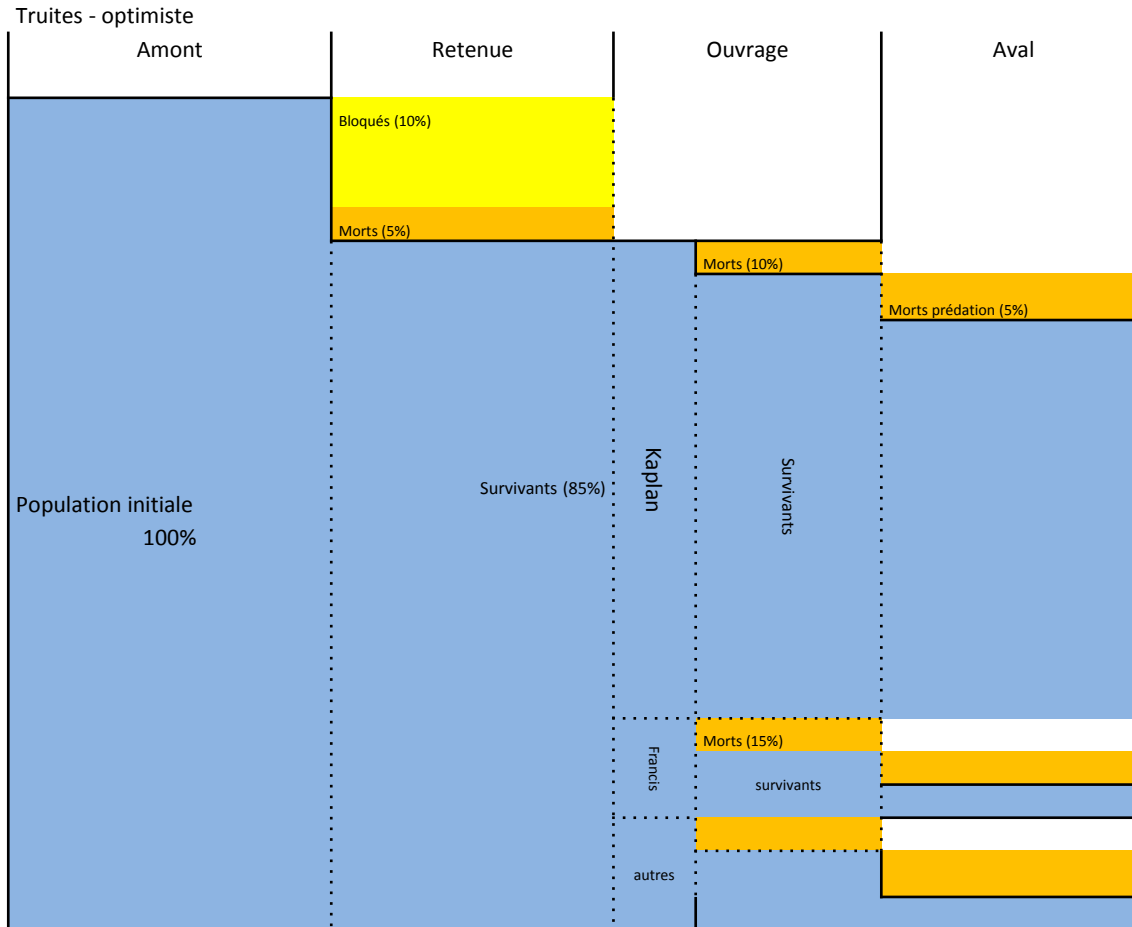 Truites - optimiste
Amont
Retenue
Ouvrage
Aval
Bloqués (10%)
Morts (5%)
Morts (10%)
Morts prédation (5%)
Kaplan
Survivants
Survivants (85%)
Population initiale
100%
Morts (15%)
Francis
survivants
autres